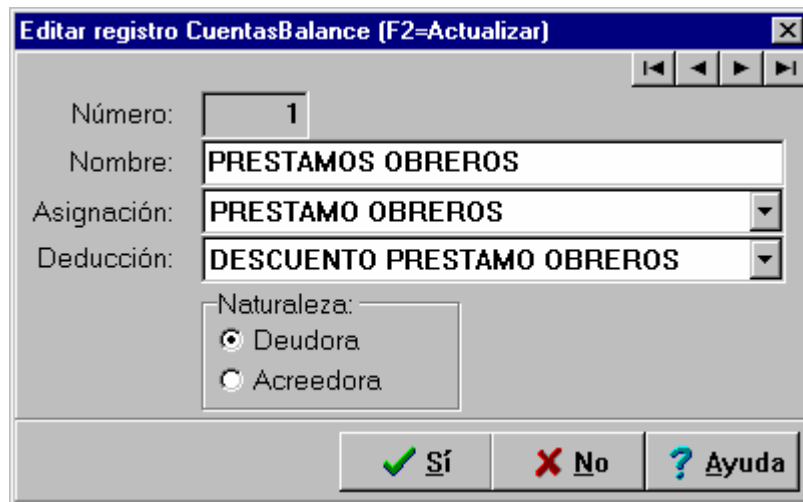 Editar registro CuentasBalance (F2=Actualizar)
Número: 1
Nombre: PRESTAMOS OBREROS
Asignación: PRESTAMO OBREROS
Deducción: DESCUENTO PRESTAMO OBREROS
Naturaleza:
Deudora
Acreedora
Sí No Ayuda